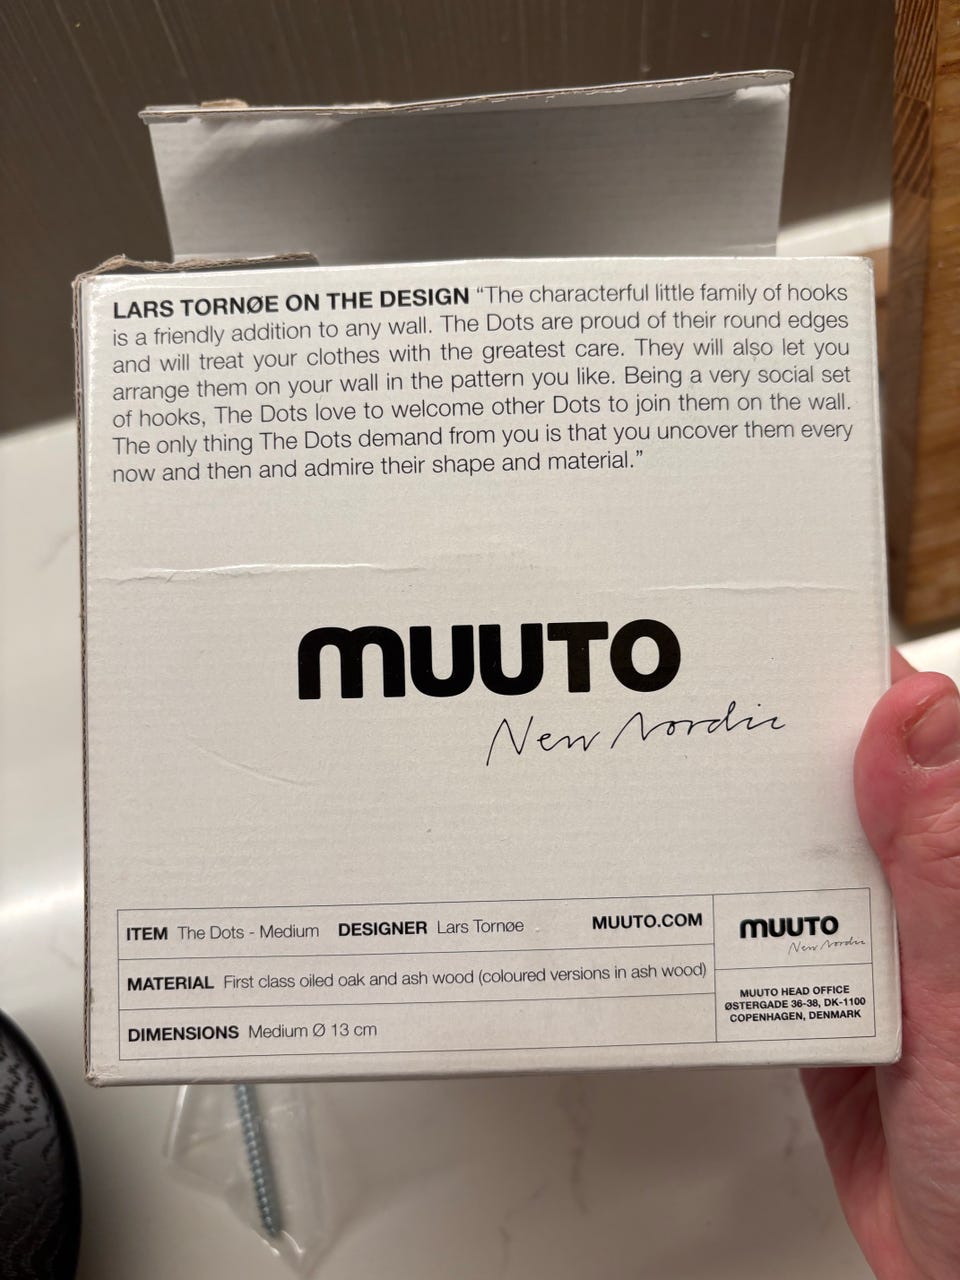 LARS TORNØE ON THE DESIGN “The characterful little family of hooks
is a friendly addition to any wall. The Dots are proud of their round edges
and will treat your clothes with the greatest care. They will also let you
arrange them on your wall in the pattern you like. Being a very social set
of hooks, The Dots love to welcome other Dots to join them on the wall.
The only thing The Dots demand from you is that you uncover them every
now and then and admire their shape and material.”
MUUTO
New Nordic
ITEM The Dots - Medium DESIGNER Lars Tornøe MUUTO.COM
MATERIAL First class oiled oak and ash wood (coloured versions in ash wood)
DIMENSIONS Medium Ø 13 cm
MUUTO
New Nordic
MUUTO HEAD OFFICE
ØSTERGADE 36-38, DK-1100
COPENHAGEN, DENMARK